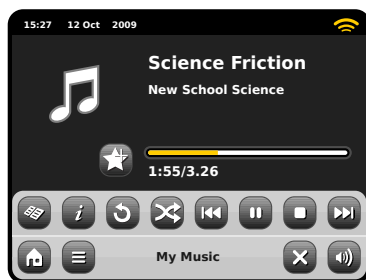 15:27 12 Oct 2009
Science Friction
New School Science
1:55/3.26
i
My Music